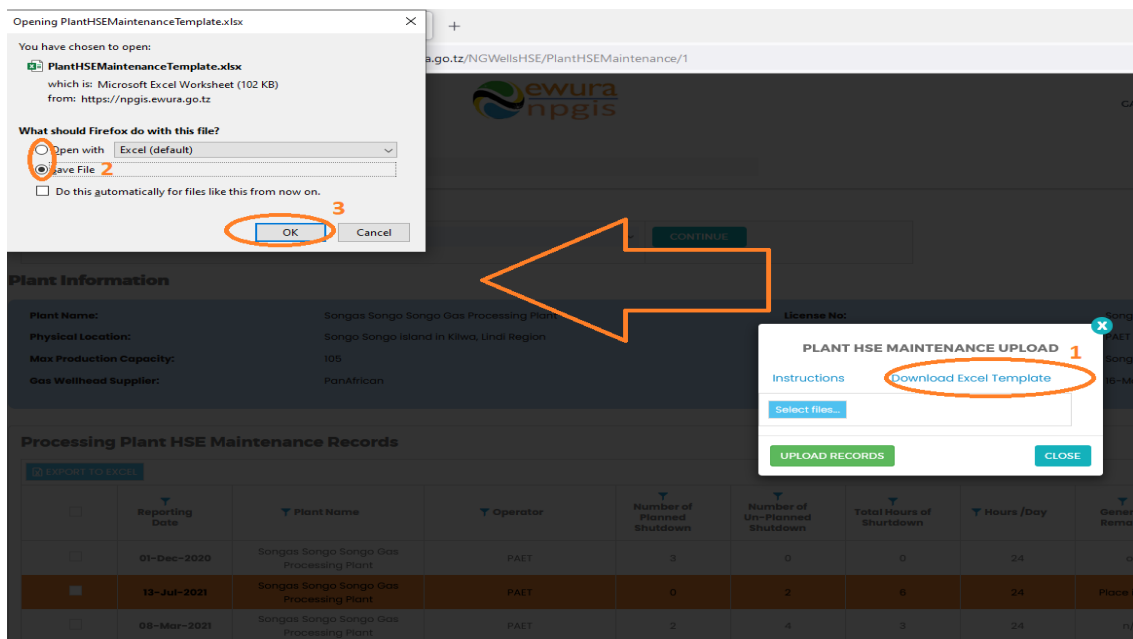 Opening PlantHSEMaintenanceTemplate.xlsx
You have chosen to open:
PlantHSEMaintenanceTemplate.xlsx
which is: Microsoft Excel Worksheet (102 KB)
from: https://npgis.ewura.go.tz
What should Firefox do with this file?
Open with Excel (default)
Save File 2
Do this automatically for files like this from now on.
3
OK Cancel
a.go.tz/NGWellsHSE/PlantHSEMaintenance/1
ewura
npgis
CONTINUE
Plant Information
Plant Name: Songas Songo Songo Gas Processing Plant License No:
Physical Location: Songo Songo Island in Kilwa, Lindi Region PAET
Max Production Capacity: 105
Gas Wellhead Supplier: PanAfrican
X
PLANT HSE MAINTENANCE UPLOAD 1
Instructions Download Excel Template
Select files...
UPLOAD RECORDS CLOSE
Processing Plant HSE Maintenance Records
EXPORT TO EXCEL
Reporting Date Plant Name Operator Number of Planned Shutdown Number of Un-Planned Shutdown Total Hours of Shurtdown Hours /Day
01-Dec-2020 Songas Songo Songo Gas Processing Plant PAET 3 0 0 24
13-Jul-2021 Songas Songo Songo Gas Processing Plant PAET 0 2 6 24 Place
08-Mar-2021 Songas Songo Songo Gas Processing Plant PAET 2 4 3 24